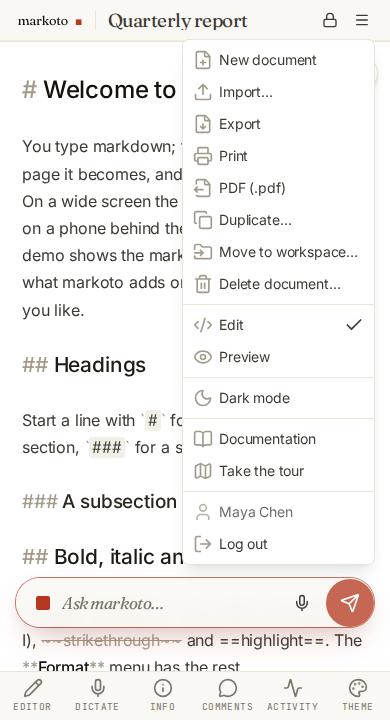 markoto
Quarterly report
# Welcome to
You type markdown;
page it becomes, and
On a wide screen the
on a phone behind the
demo shows the mark
what markoto adds or
you like.
## Headings
Start a line with `#` fo
section, `###` for a s
### A subsection
## Bold, italic an
New document
Import...
Export
Print
PDF (.pdf)
Duplicate...
Move to workspace...
Delete document...
Edit
Preview
Dark mode
Documentation
Take the tour
Maya Chen
Log out
Ask markoto...
I), ~~strikethrough~~ and ==highlight==. The
**Format** menu has the rest
EDITOR DICTATE INFO COMMENTS ACTIVITY THEME